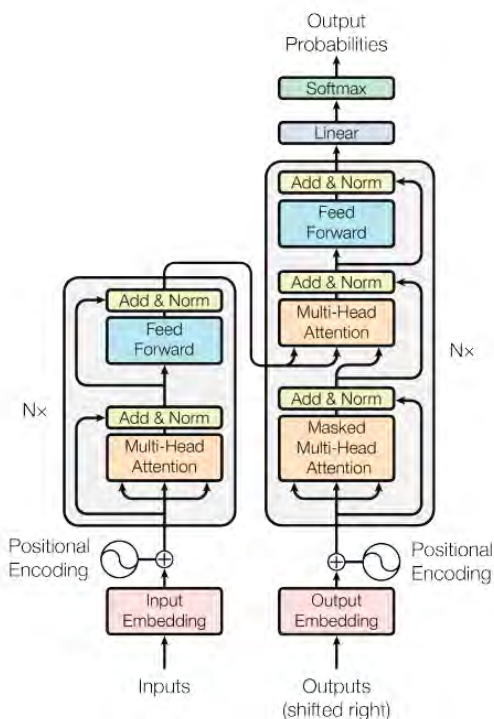 Output
Probabilities
Softmax
Linear
Add & Norm
Feed
Forward
Add & Norm
Multi-Head
Attention
Add & Norm
Masked
Multi-Head
Attention
Nx
Add & Norm
Feed
Forward
Add & Norm
Multi-Head
Attention
Nx
Positional
Encoding
Positional
Encoding
Input
Embedding
Output
Embedding
Inputs
Outputs
(shifted right)